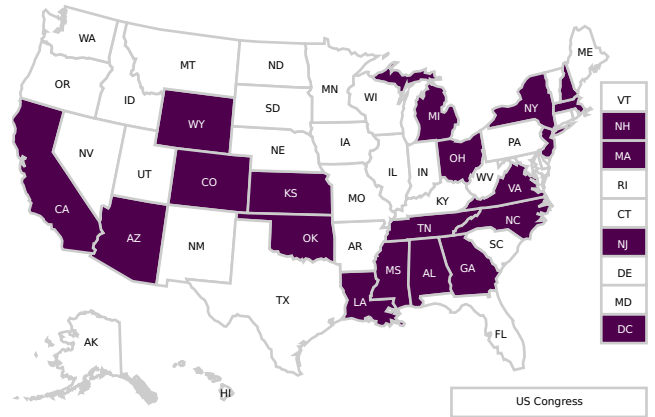 WA
ME
MT
ND
OR
MN
ID
SD
WI
VT
WY
NY
MI
NH
IA
NE
PA
NV
OH
MA
UT
IL
IN
WV
CO
RI
KS
VA
MO
KY
CA
CT
NC
TN
AZ
OK
NJ
NM
AR
SC
MS
AL
GA
DE
TX
LA
MD
DC
FL
AK
HI
US Congress